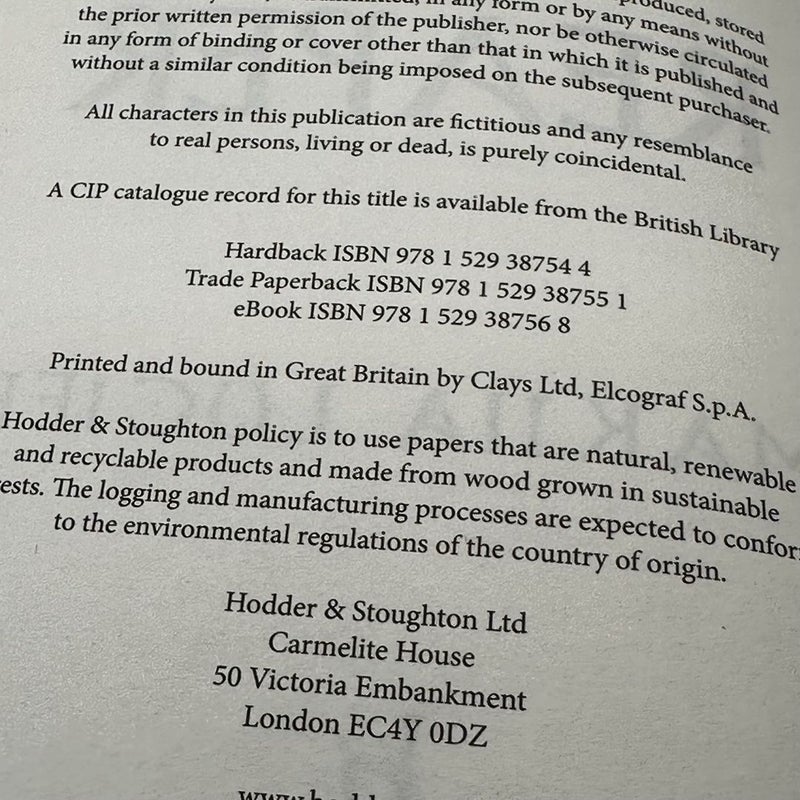 form or by any means without
the prior written permission of the publisher, nor be otherwise circulated
in any form of binding or cover other than that in which it is published and
without a similar condition being imposed on the subsequent purchaser.
All characters in this publication are fictitious and any resemblance
to real persons, living or dead, is purely coincidental.
A CIP catalogue record for this title is available from the British Library
Hardback ISBN 978 1 529 38754 4
Trade Paperback ISBN 978 1 529 38755 1
eBook ISBN 978 1 529 38756 8
Printed and bound in Great Britain by Clays Ltd, Elcograf S.p.A.
Hodder & Stoughton policy is to use papers that are natural, renewable
and recyclable products and made from wood grown in sustainable
ests. The logging and manufacturing processes are expected to confor
to the environmental regulations of the country of origin.
Hodder & Stoughton Ltd
Carmelite House
50 Victoria Embankment
London EC4Y 0DZ